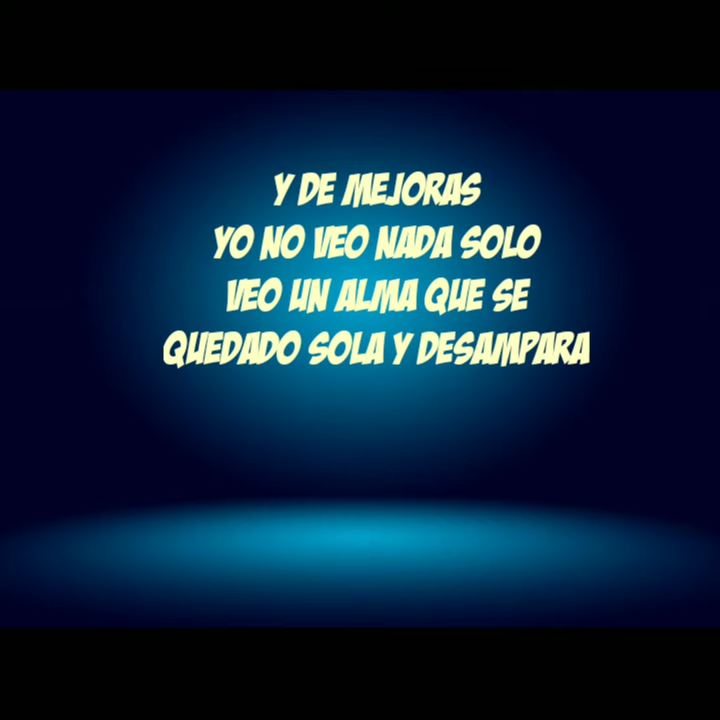 Y DE MEJORAS
YO NO VEO NADA SOLO
VEO UN ALMA QUE SE
QUEDADO SOLA Y DESAMPARA